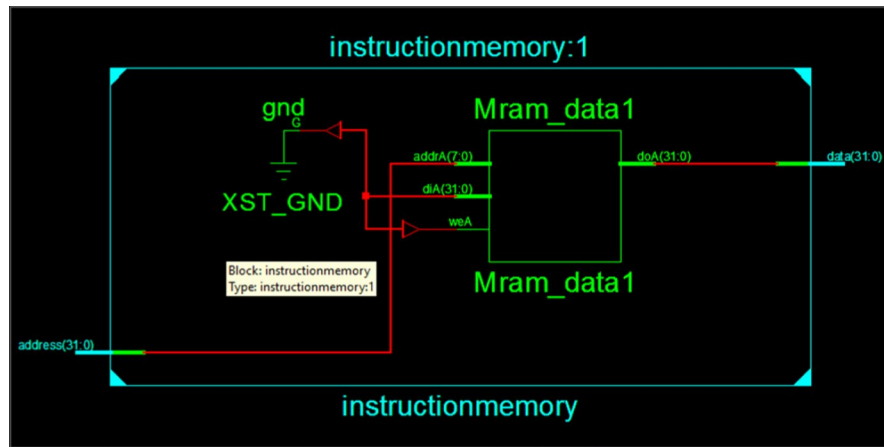 instructionmemory:1
gnd
G
Mram_data1
addrA(7:0)
doA(31:0)
data(31:0)
diA(31:0)
XST_GND
weA
Block: instructionmemory
Type: instructionmemory:1
Mram_data1
address(31:0)
instructionmemory